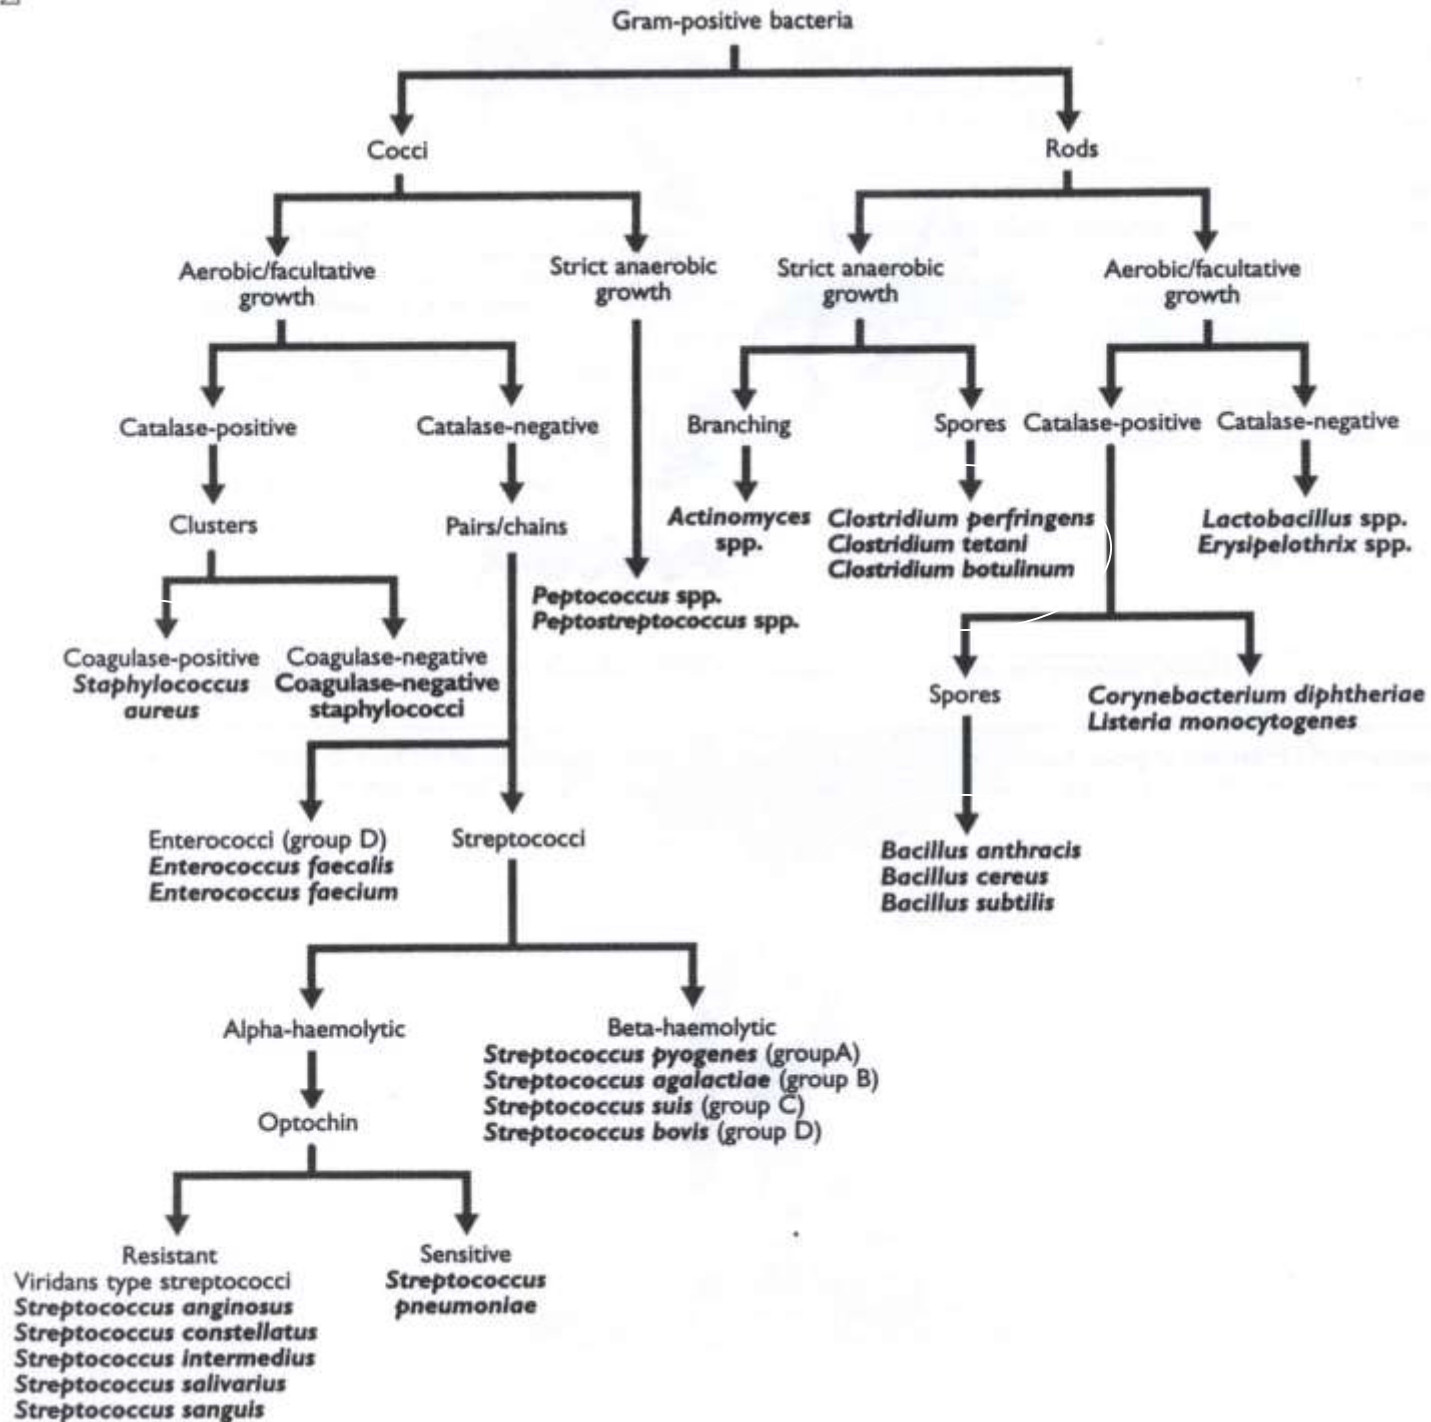 Gram-positive bacteria
Cocci
Rods
Aerobic/facultative
growth
Strict anaerobic
growth
Strict anaerobic
growth
Aerobic/facultative
growth
Catalase-positive
Catalase-negative
Branching
Spores
Catalase-positive
Catalase-negative
Clusters
Pairs/chains
Actinomyces
spp.
Clostridium perfringens
Clostridium tetani
Clostridium botulinum
Lactobacillus spp.
Erysipelothrix spp.
Peptococcus spp.
Peptostreptococcus spp.
Coagulase-positive
Staphylococcus
aureus
Coagulase-negative
Coagulase-negative
staphylococci
Spores
Corynebacterium diphtheriae
Listeria monocytogenes
Enterococci (group D)
Enterococcus faecalis
Enterococcus faecium
Streptococci
Bacillus anthracis
Bacillus cereus
Bacillus subtilis
Alpha-haemolytic
Beta-haemolytic
Streptococcus pyogenes (groupA)
Streptococcus agalactiae (group B)
Streptococcus suis (group C)
Streptococcus bovis (group D)
Optochin
Resistant
Viridans type streptococci
Streptococcus anginosus
Streptococcus constellatus
Streptococcus intermedius
Streptococcus salivarius
Streptococcus sanguis
Sensitive
Streptococcus
pneumoniae